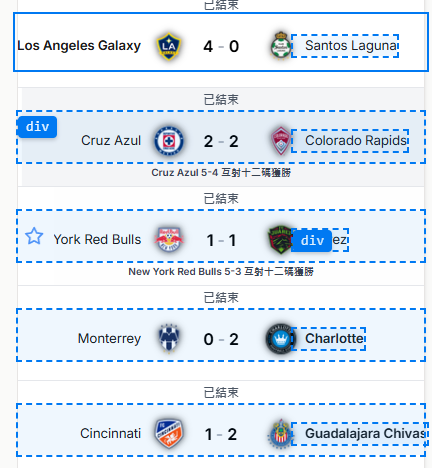 已結束
Los Angeles Galaxy 4 - 0 Santos Laguna
已結束
div
Cruz Azul 2 - 2 Colorado Rapids
Cruz Azul 5-4 互射十二碼獲勝
已結束
York Red Bulls 1 - 1 div ez
New York Red Bulls 5-3 互射十二碼獲勝
已結束
Monterrey 0 - 2 Charlotte
已結束
Cincinnati 1 - 2 Guadalajara Chivas